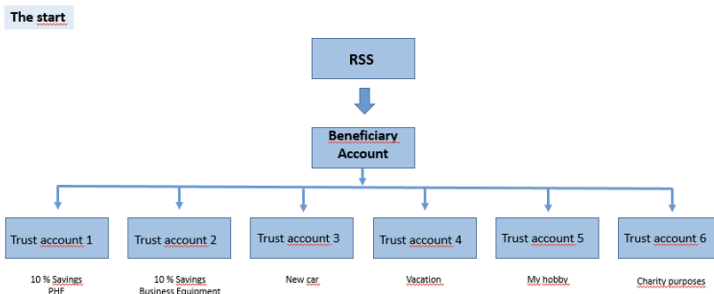 The start
RSS
Beneficiary
Account
Trust account 1
Trust account 2
Trust account 3
Trust account 4
Trust account 5
Trust account 6
10 % Savings
PHF
10 % Savings
Business Equipment
New car
Vacation
My hobby
Charity purposes